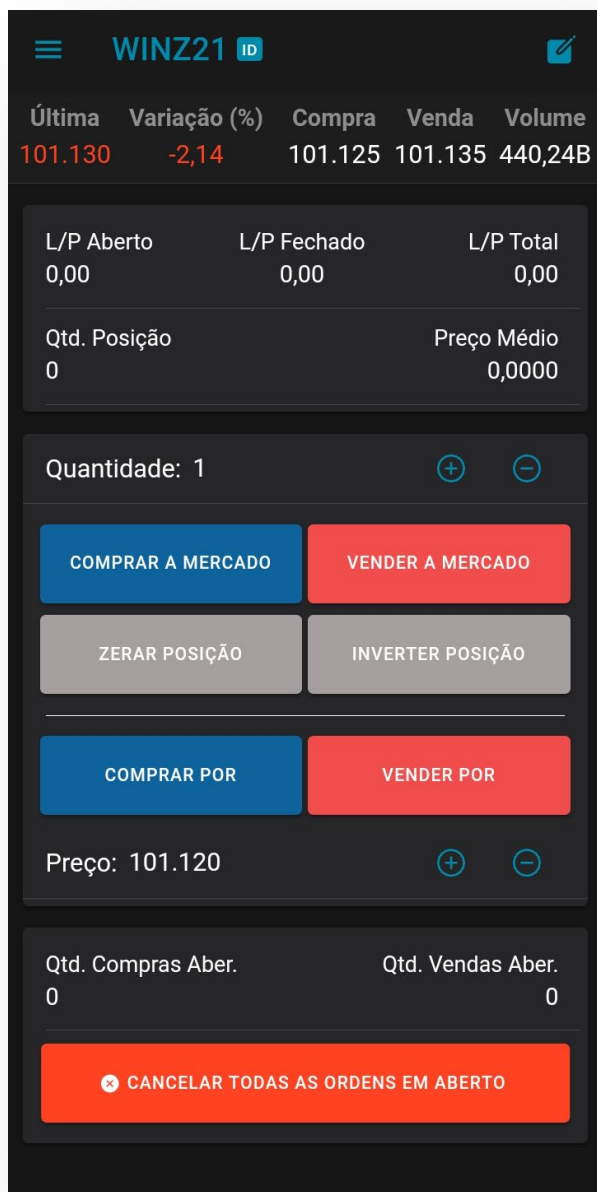 WINZ21 ID
Última Variação (%) Compra Venda Volume
101.130 -2,14 101.125 101.135 440,24B
L/P Aberto L/P Fechado L/P Total
0,00 0,00 0,00
Qtd. Posição Preço Médio
0 0,0000
Quantidade: 1
COMPRAR A MERCADO VENDER A MERCADO
ZERAR POSIÇÃO INVERTER POSIÇÃO
COMPRAR POR VENDER POR
Preço: 101.120
Qtd. Compras Aber. Qtd. Vendas Aber.
0 0
CANCELAR TODAS AS ORDENS EM ABERTO